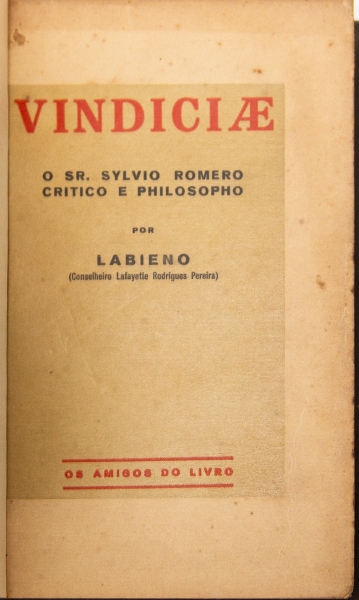 VINDICIÆ
O SR. SYLVIO ROMERO
CRITICO E PHILOSOPHO
POR
LABIENO
(Conselheiro Lafayette Rodrigues Pereira)
OS AMIGOS DO LIVRO